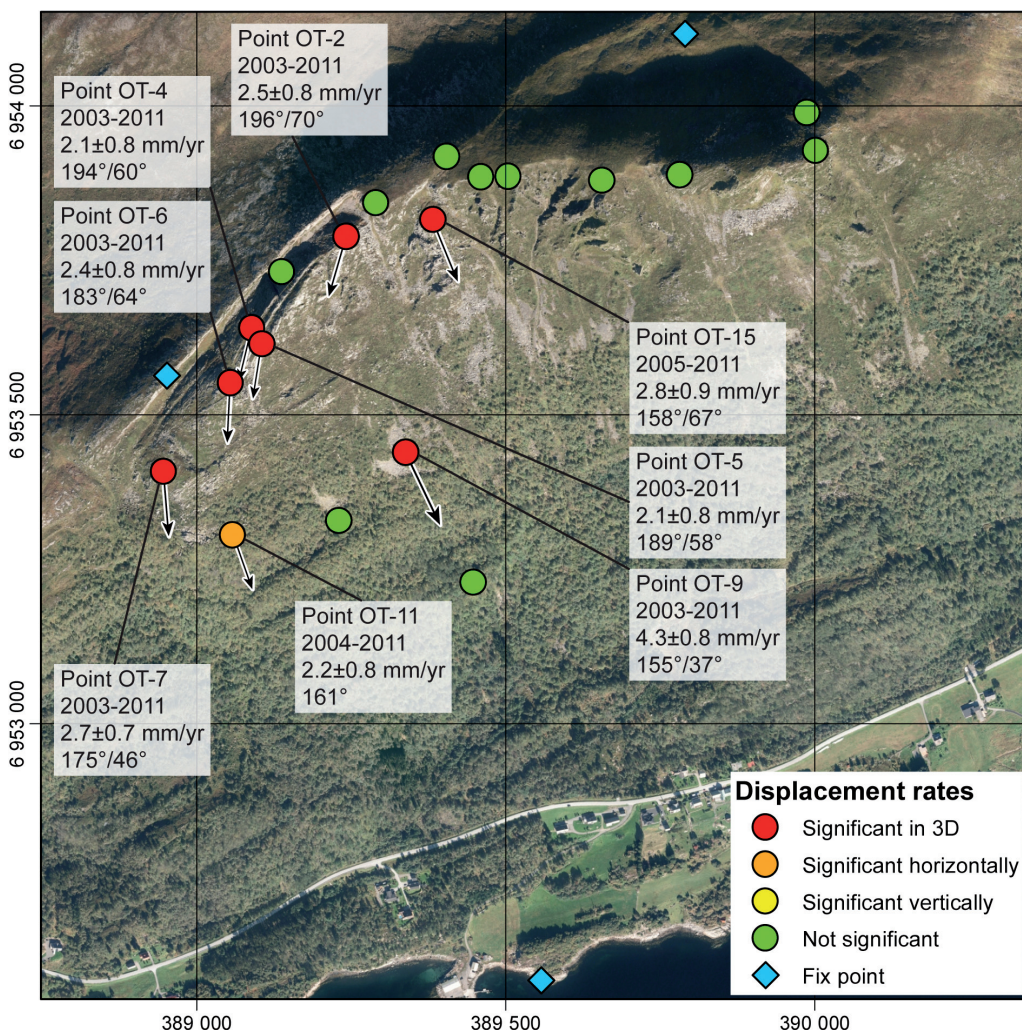 Point OT-2
2003-2011
2.5±0.8 mm/yr
196°/70°
Point OT-4
2003-2011
2.1±0.8 mm/yr
194°/60°
Point OT-6
2003-2011
2.4±0.8 mm/yr
183°/64°
Point OT-15
2005-2011
2.8±0.9 mm/yr
158°/67°
Point OT-5
2003-2011
2.1±0.8 mm/yr
189°/58°
Point OT-9
2003-2011
4.3±0.8 mm/yr
155°/37°
Point OT-11
2004-2011
2.2±0.8 mm/yr
161°
Point OT-7
2003-2011
2.7±0.7 mm/yr
175°/46°
6 954 000
6 953 500
6 953 000
Displacement rates
Significant in 3D
Significant horizontally
Significant vertically
Not significant
Fix point
389 000
389 500
390 000